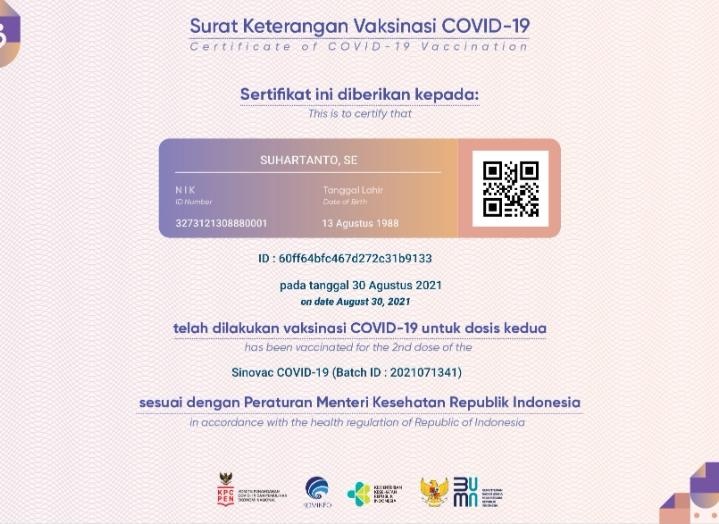 Surat Keterangan Vaksinasi COVID-19
Certificate of COVID-19 Vaccination
Sertifikat ini diberikan kepada:
This is to certify that
SUHARTANTO, SE
NIK
Tanggal Lahir
ID Number
Date of Birth
3273121308880001
13 Agustus 1988
ID : 60ff64bfc467d272c31b9133
pada tanggal 30 Agustus 2021
on date August 30, 2021
telah dilakukan vaksinasi COVID-19 untuk dosis kedua
has been vaccinated for the 2nd dose of the
Sinovac COVID-19 (Batch ID : 2021071341)
sesuai dengan Peraturan Menteri Kesehatan Republik Indonesia
in accordance with the health regulation of Republic of Indonesia
KPC
PEN
KOMINFO
KEMENTERIAN
KESEHATAN
REPUBLIK
INDONESIA
BUMN